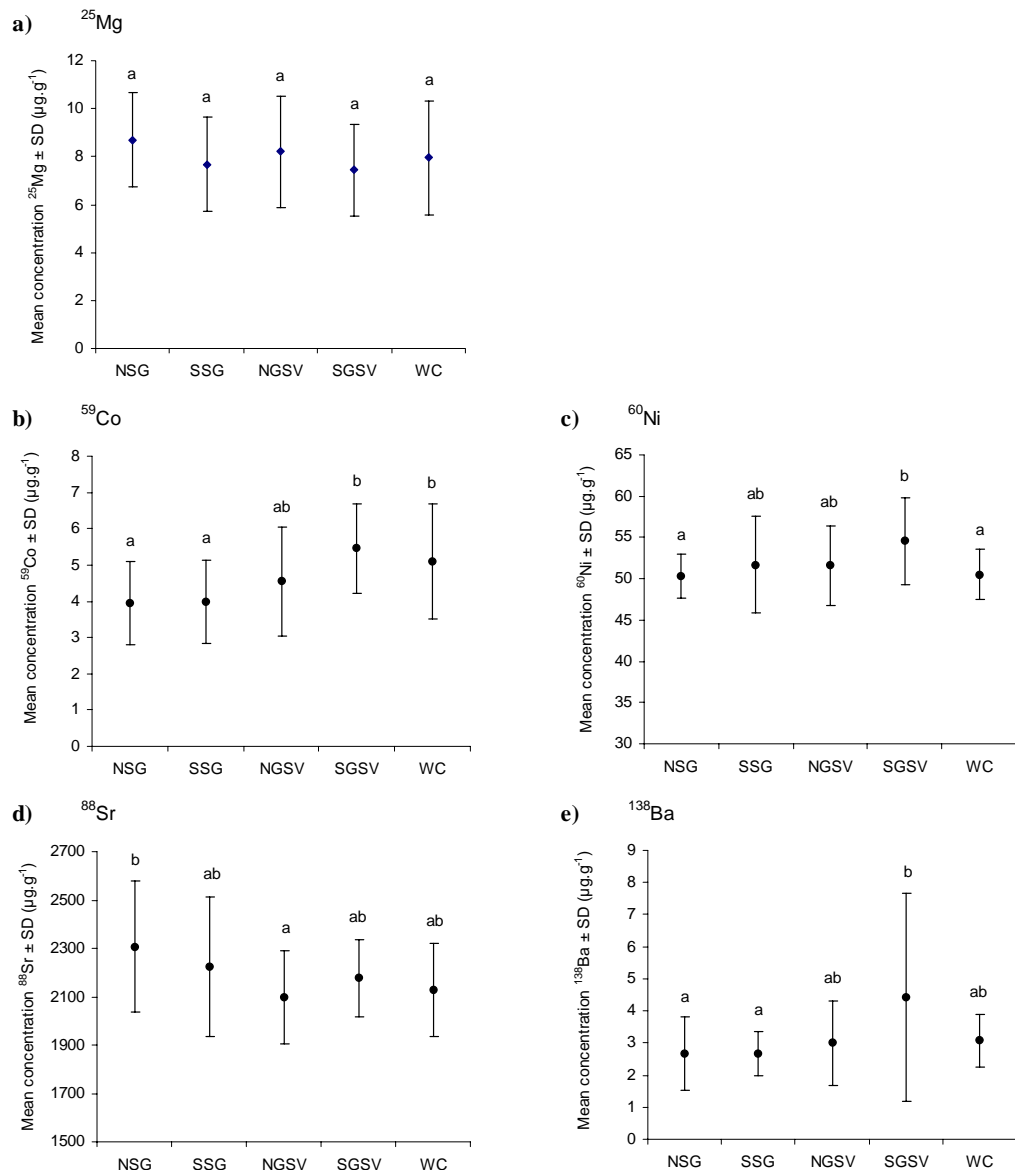 a) ²⁵Mg
Mean concentration ²⁵Mg ± SD (µg.g⁻¹)
12
10
8
6
4
2
0
a a a a a
NSG SSG NGSV SGSV WC
b) ⁵⁹Co
Mean concentration ⁵⁹Co ± SD (µg.g⁻¹)
8
7
6
5
4
3
2
1
0
a a ab b b
NSG SSG NGSV SGSV WC
c) ⁶⁰Ni
Mean concentration ⁶⁰Ni ± SD (µg.g⁻¹)
65
60
55
50
45
40
35
30
a ab ab b a
NSG SSG NGSV SGSV WC
d) ⁸⁸Sr
Mean concentration ⁸⁸Sr ± SD (µg.g⁻¹)
2700
2500
2300
2100
1900
1700
1500
b ab a ab ab
NSG SSG NGSV SGSV WC
e) ¹³⁸Ba
Mean concentration ¹³⁸Ba ± SD (µg.g⁻¹)
9
8
7
6
5
4
3
2
1
0
a a ab b ab
NSG SSG NGSV SGSV WC